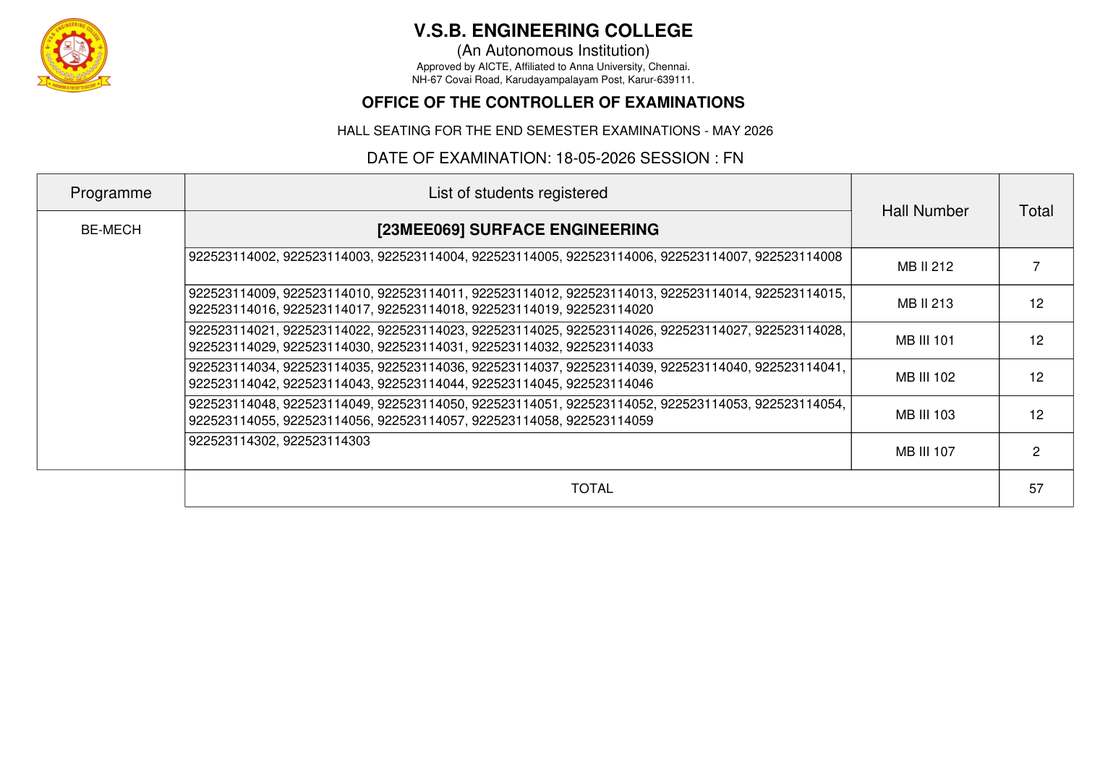 V.S.B. ENGINEERING COLLEGE
(An Autonomous Institution)
Approved by AICTE, Affiliated to Anna University, Chennai.
NH-67 Covai Road, Karudayampalayam Post, Karur-639111.
OFFICE OF THE CONTROLLER OF EXAMINATIONS
HALL SEATING FOR THE END SEMESTER EXAMINATIONS - MAY 2026
DATE OF EXAMINATION: 18-05-2026 SESSION : FN
Programme List of students registered Hall Number Total
BE-MECH [23MEE069] SURFACE ENGINEERING
922523114002, 922523114003, 922523114004, 922523114005, 922523114006, 922523114007, 922523114008 MB II 212 7
922523114009, 922523114010, 922523114011, 922523114012, 922523114013, 922523114014, 922523114015,
922523114016, 922523114017, 922523114018, 922523114019, 922523114020 MB II 213 12
922523114021, 922523114022, 922523114023, 922523114025, 922523114026, 922523114027, 922523114028,
922523114029, 922523114030, 922523114031, 922523114032, 922523114033 MB III 101 12
922523114034, 922523114035, 922523114036, 922523114037, 922523114039, 922523114040, 922523114041,
922523114042, 922523114043, 922523114044, 922523114045, 922523114046 MB III 102 12
922523114048, 922523114049, 922523114050, 922523114051, 922523114052, 922523114053, 922523114054,
922523114055, 922523114056, 922523114057, 922523114058, 922523114059 MB III 103 12
922523114302, 922523114303 MB III 107 2
TOTAL 57